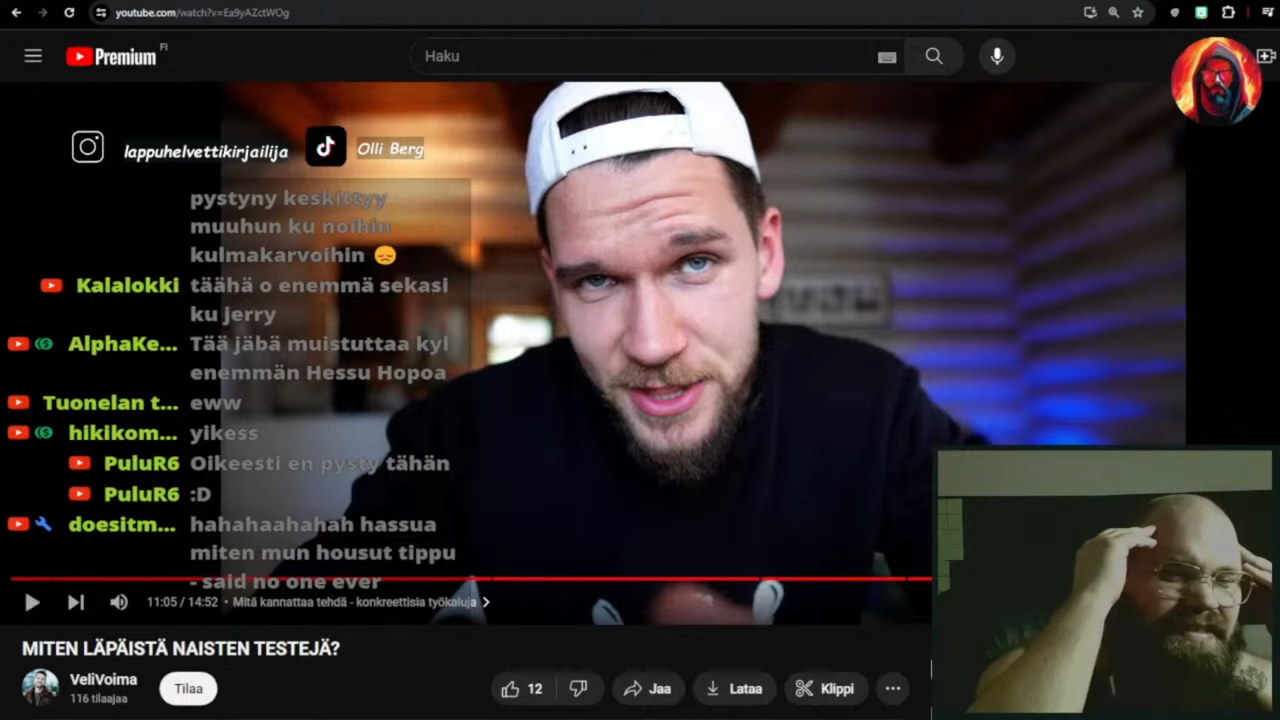 youtube.com/watch?v=Ea9yAZctWOg
Premium FI
Haku
lappuhelvettikirjailija
Olli Berg
pystyny keskittyy
muuhun ku noihin
kulmakarvoihin 😞
Kalalokki täähä o enemmä sekasi
ku jerry
AlphaKe... Tää jäbä muistuttaa kyl
enemmän Hessu Hopoa
Tuonelan t... eww
hikikom... yikess
PuluR6 Oikeesti en pysty tähän
PuluR6 :D
doesitm... hahahaahahah hassua
miten mun housut tippu
- said no one ever
11:05 / 14:52 • Mitä kannattaa tehdä - konkreettisia työkaluja
MITEN LÄPÄISTÄ NAISTEN TESTEJÄ?
VeliVoima
116 tilaajaa
Tilaa
12
Jaa
Lataa
Klippi